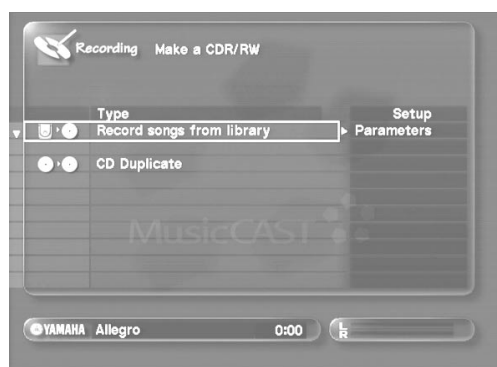 Recording Make a CDR/RW
Type Setup
Record songs from library Parameters
CD Duplicate
MusicCAST
YAMAHA Allegro 0:00 L
R